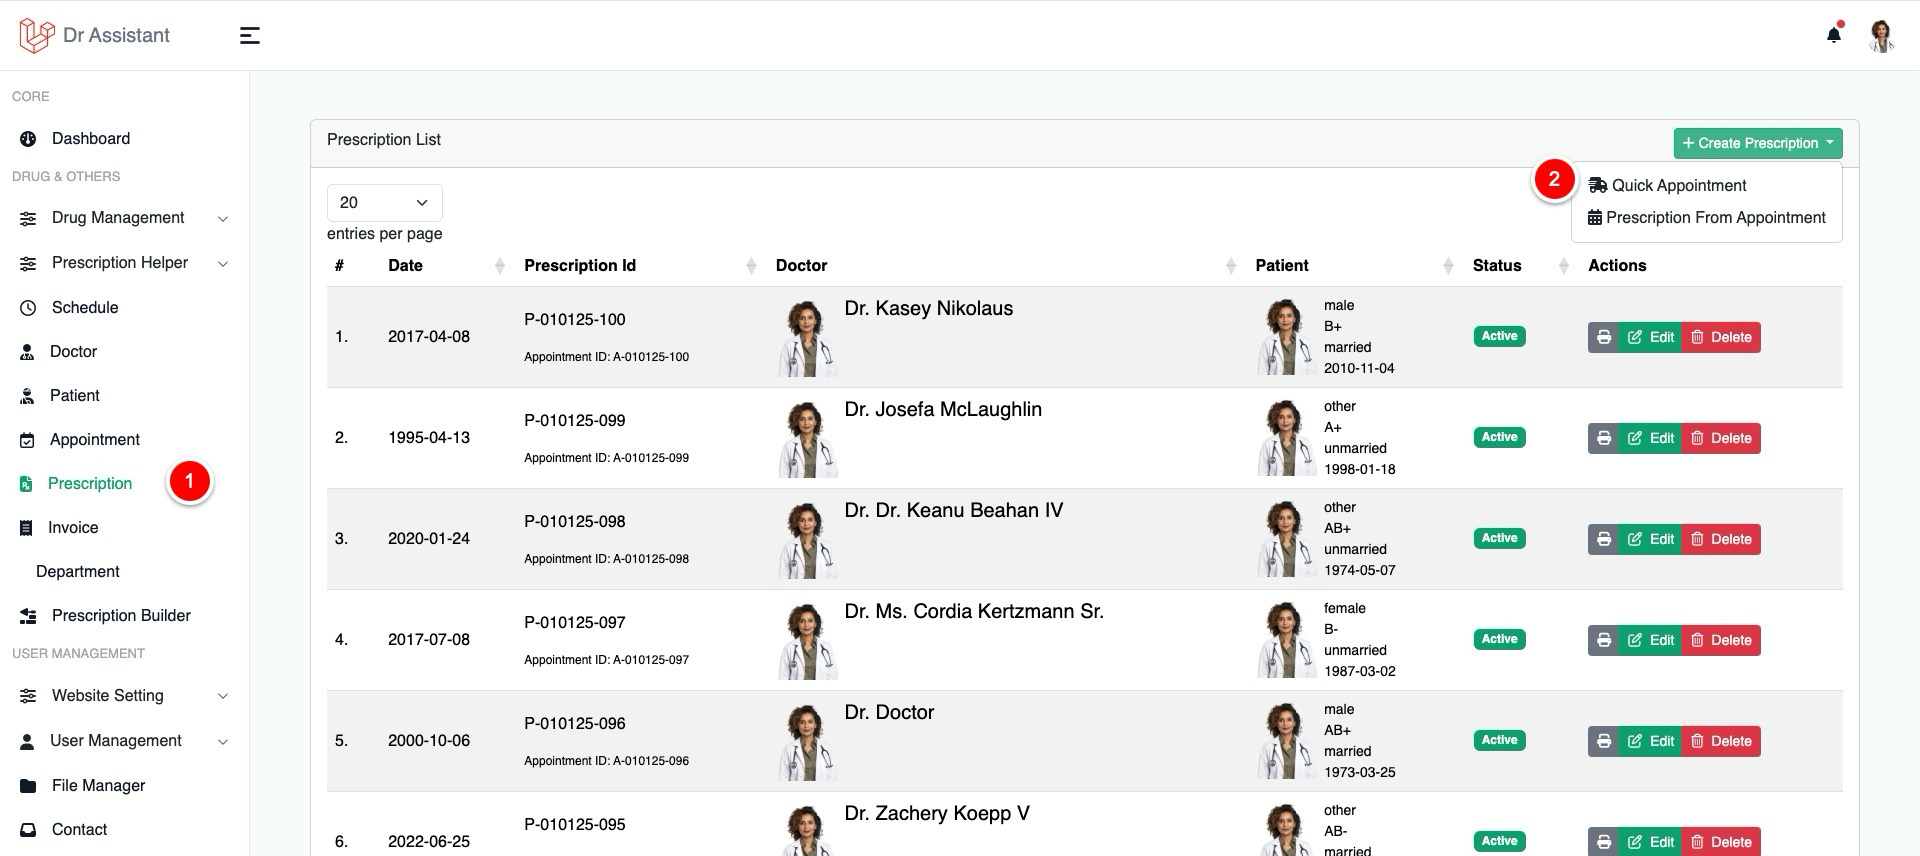 Dr Assistant
CORE
Dashboard
DRUG & OTHERS
Drug Management
Prescription Helper
Schedule
Doctor
Patient
Appointment
Prescription
1
Invoice
Department
Prescription Builder
USER MANAGEMENT
Website Setting
User Management
File Manager
Contact
Prescription List
+ Create Prescription
2
Quick Appointment
Prescription From Appointment
20
entries per page
# Date Prescription Id Doctor Patient Status Actions
1. 2017-04-08 P-010125-100
Appointment ID: A-010125-100
Dr. Kasey Nikolaus
male
B+
married
2010-11-04
Active
Edit Delete
2. 1995-04-13 P-010125-099
Appointment ID: A-010125-099
Dr. Josefa McLaughlin
other
A+
unmarried
1998-01-18
Active
Edit Delete
3. 2020-01-24 P-010125-098
Appointment ID: A-010125-098
Dr. Dr. Keanu Beahan IV
other
AB+
unmarried
1974-05-07
Active
Edit Delete
4. 2017-07-08 P-010125-097
Appointment ID: A-010125-097
Dr. Ms. Cordia Kertzmann Sr.
female
B-
unmarried
1987-03-02
Active
Edit Delete
5. 2000-10-06 P-010125-096
Appointment ID: A-010125-096
Dr. Doctor
male
AB+
married
1973-03-25
Active
Edit Delete
6. 2022-06-25 P-010125-095
Dr. Zachery Koepp V
other
AB-
married
Active
Edit Delete